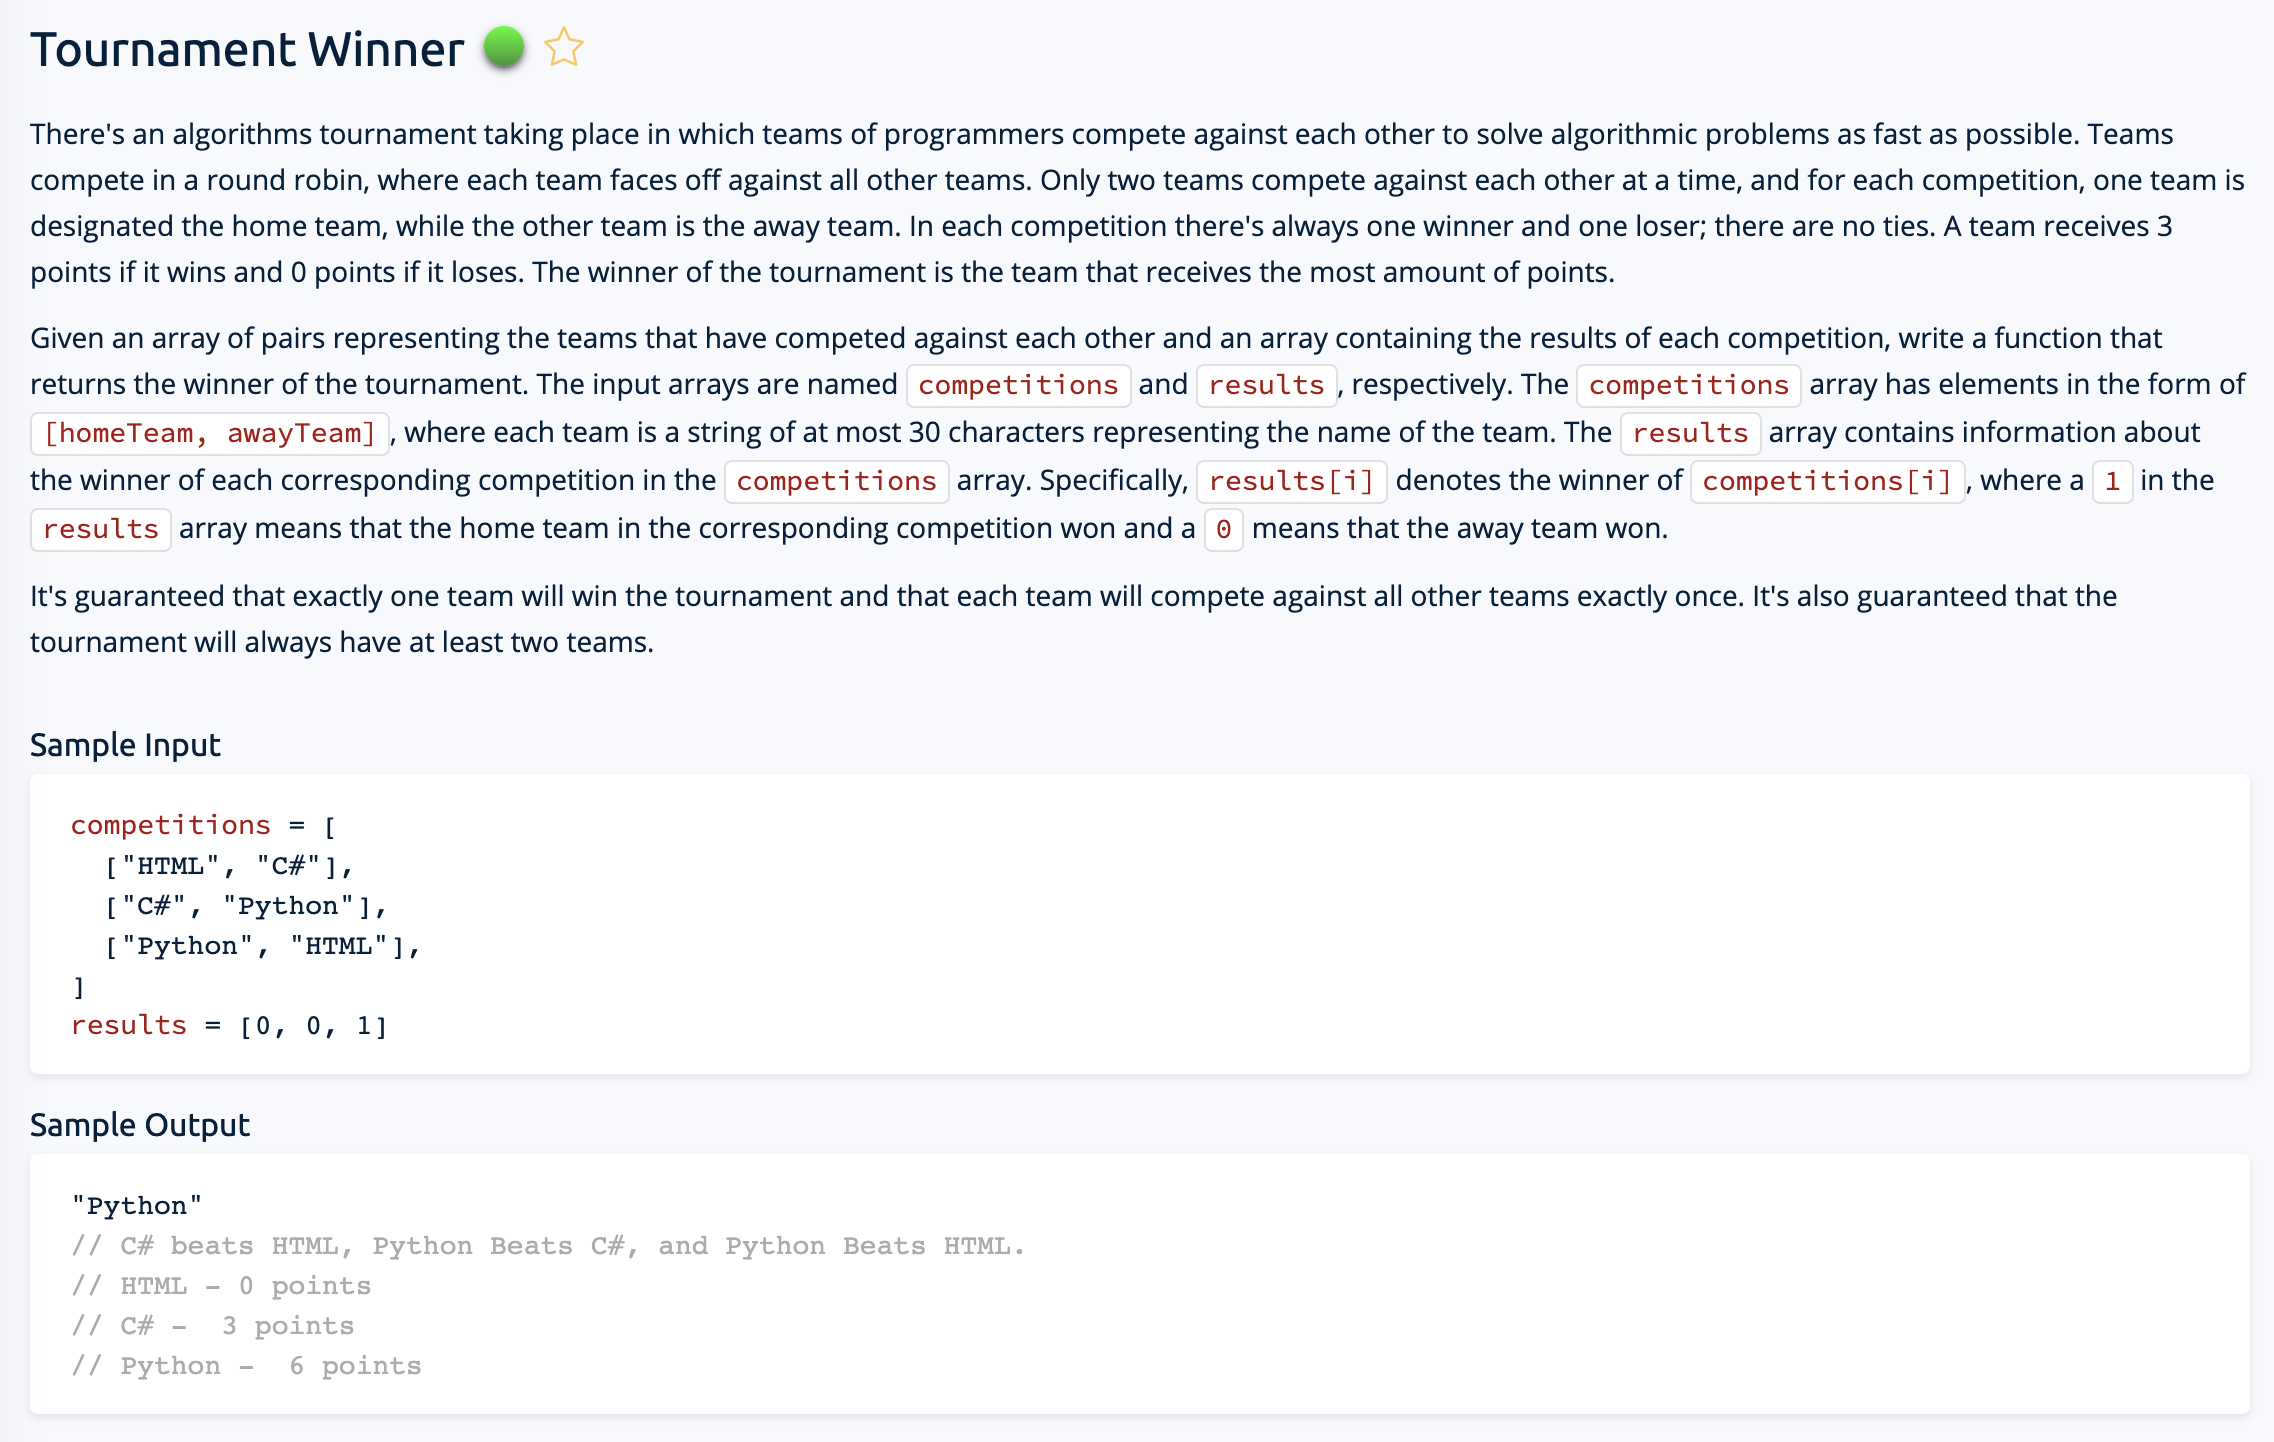 Tournament Winner
There's an algorithms tournament taking place in which teams of programmers compete against each other to solve algorithmic problems as fast as possible. Teams
compete in a round robin, where each team faces off against all other teams. Only two teams compete against each other at a time, and for each competition, one team is
designated the home team, while the other team is the away team. In each competition there's always one winner and one loser; there are no ties. A team receives 3
points if it wins and 0 points if it loses. The winner of the tournament is the team that receives the most amount of points.
Given an array of pairs representing the teams that have competed against each other and an array containing the results of each competition, write a function that
returns the winner of the tournament. The input arrays are named competitions and results, respectively. The competitions array has elements in the form of
[homeTeam, awayTeam], where each team is a string of at most 30 characters representing the name of the team. The results array contains information about
the winner of each corresponding competition in the competitions array. Specifically, results[i] denotes the winner of competitions[i], where a 1 in the
results array means that the home team in the corresponding competition won and a 0 means that the away team won.
It's guaranteed that exactly one team will win the tournament and that each team will compete against all other teams exactly once. It's also guaranteed that the
tournament will always have at least two teams.
Sample Input
competitions = [
  ["HTML", "C#"],
  ["C#", "Python"],
  ["Python", "HTML"],
]
results = [0, 0, 1]
Sample Output
"Python"
// C# beats HTML, Python Beats C#, and Python Beats HTML.
// HTML - 0 points
// C# -  3 points
// Python -  6 points